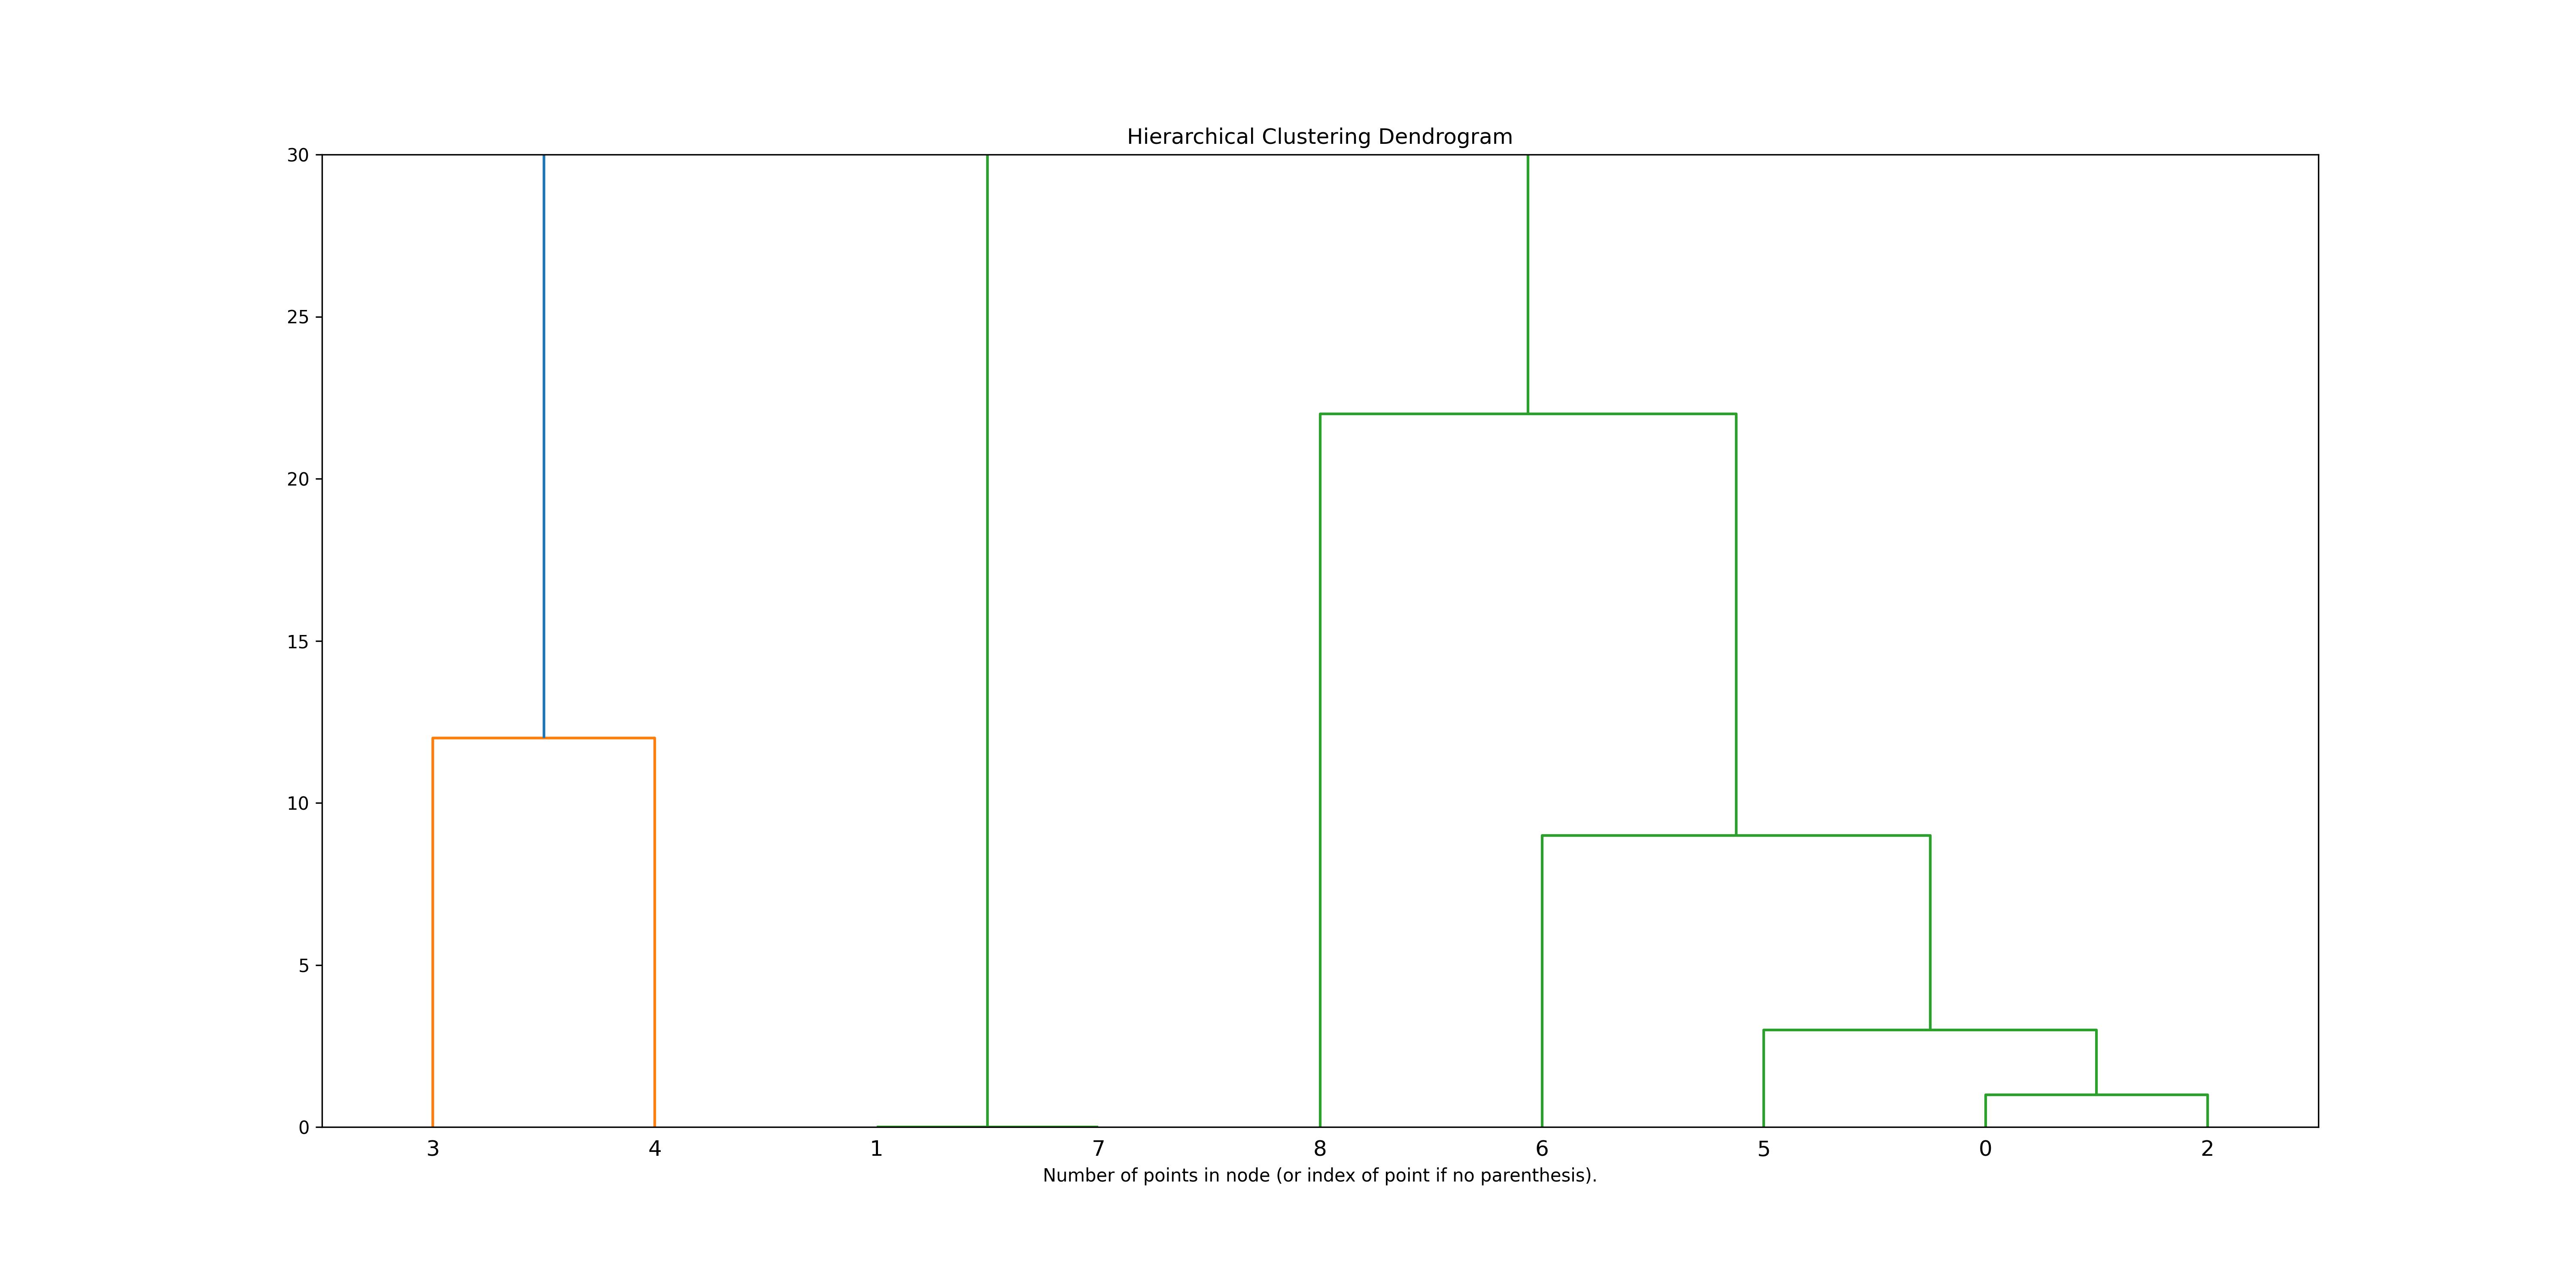 Hierarchical Clustering Dendrogram
30
25
20
15
10
5
0
3 4 1 7 8 6 5 0 2
Number of points in node (or index of point if no parenthesis).